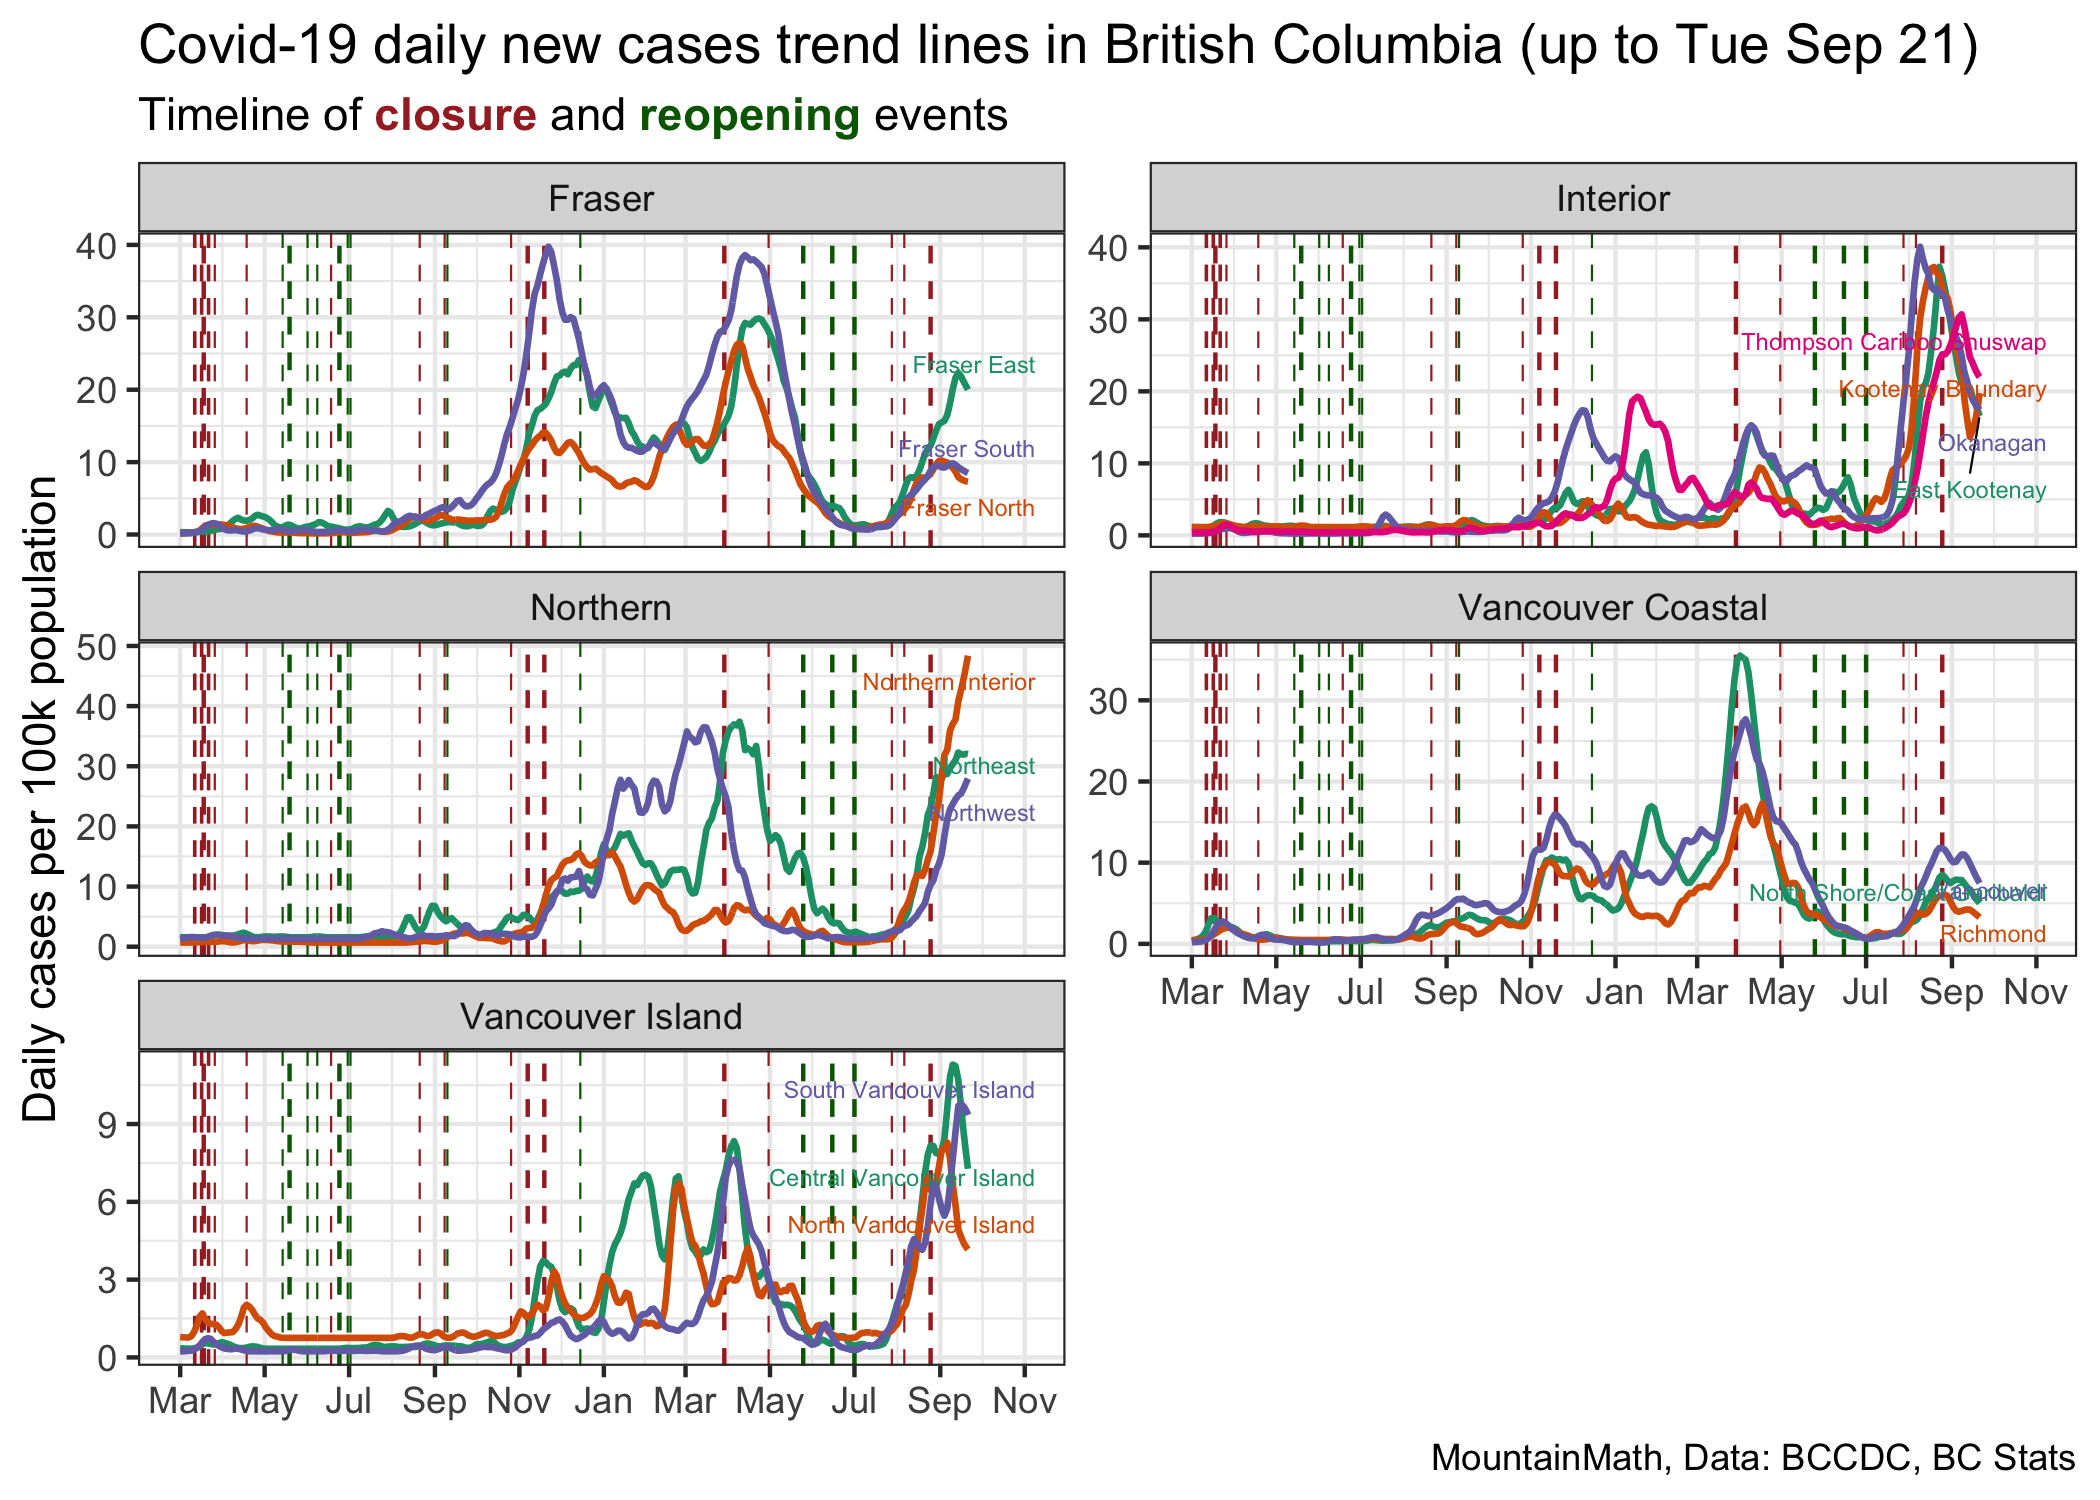 Covid-19 daily new cases trend lines in British Columbia (up to Tue Sep 21)
Timeline of closure and reopening events
Daily cases per 100k population
Fraser
40
30
20
10
0
Fraser East
Fraser South
Fraser North
Interior
40
30
20
10
0
Thompson Cariboo Shuswap
Kootenay Boundary
Okanagan
East Kootenay
Northern
50
40
30
20
10
0
Northern Interior
Northeast
Northwest
Vancouver Coastal
30
20
10
0
North Shore/Coast Garibaldi
Vancouver
Richmond
Mar May Jul Sep Nov Jan Mar May Jul Sep Nov
Vancouver Island
9
6
3
0
South Vancouver Island
Central Vancouver Island
North Vancouver Island
Mar May Jul Sep Nov Jan Mar May Jul Sep Nov
MountainMath, Data: BCCDC, BC Stats